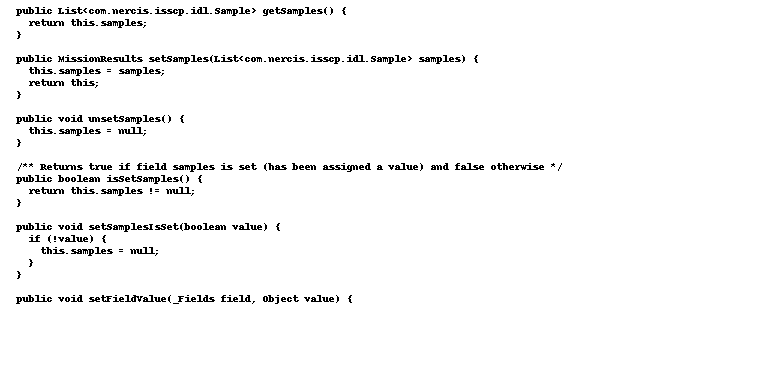 public List<com.nercis.isscp.idl.Sample> getSamples() {
return this.samples;
}
public MissionResults setSamples(List<com.nercis.isscp.idl.Sample> samples) {
this.samples = samples;
return this;
}
public void unsetSamples() {
this.samples = null;
}
/** Returns true if field samples is set (has been assigned a value) and false otherwise */
public boolean isSetSamples() {
return this.samples != null;
}
public void setSamplesIsSet(boolean value) {
if (!value) {
this.samples = null;
}
}
public void setFieldValue(_Fields field, Object value) {